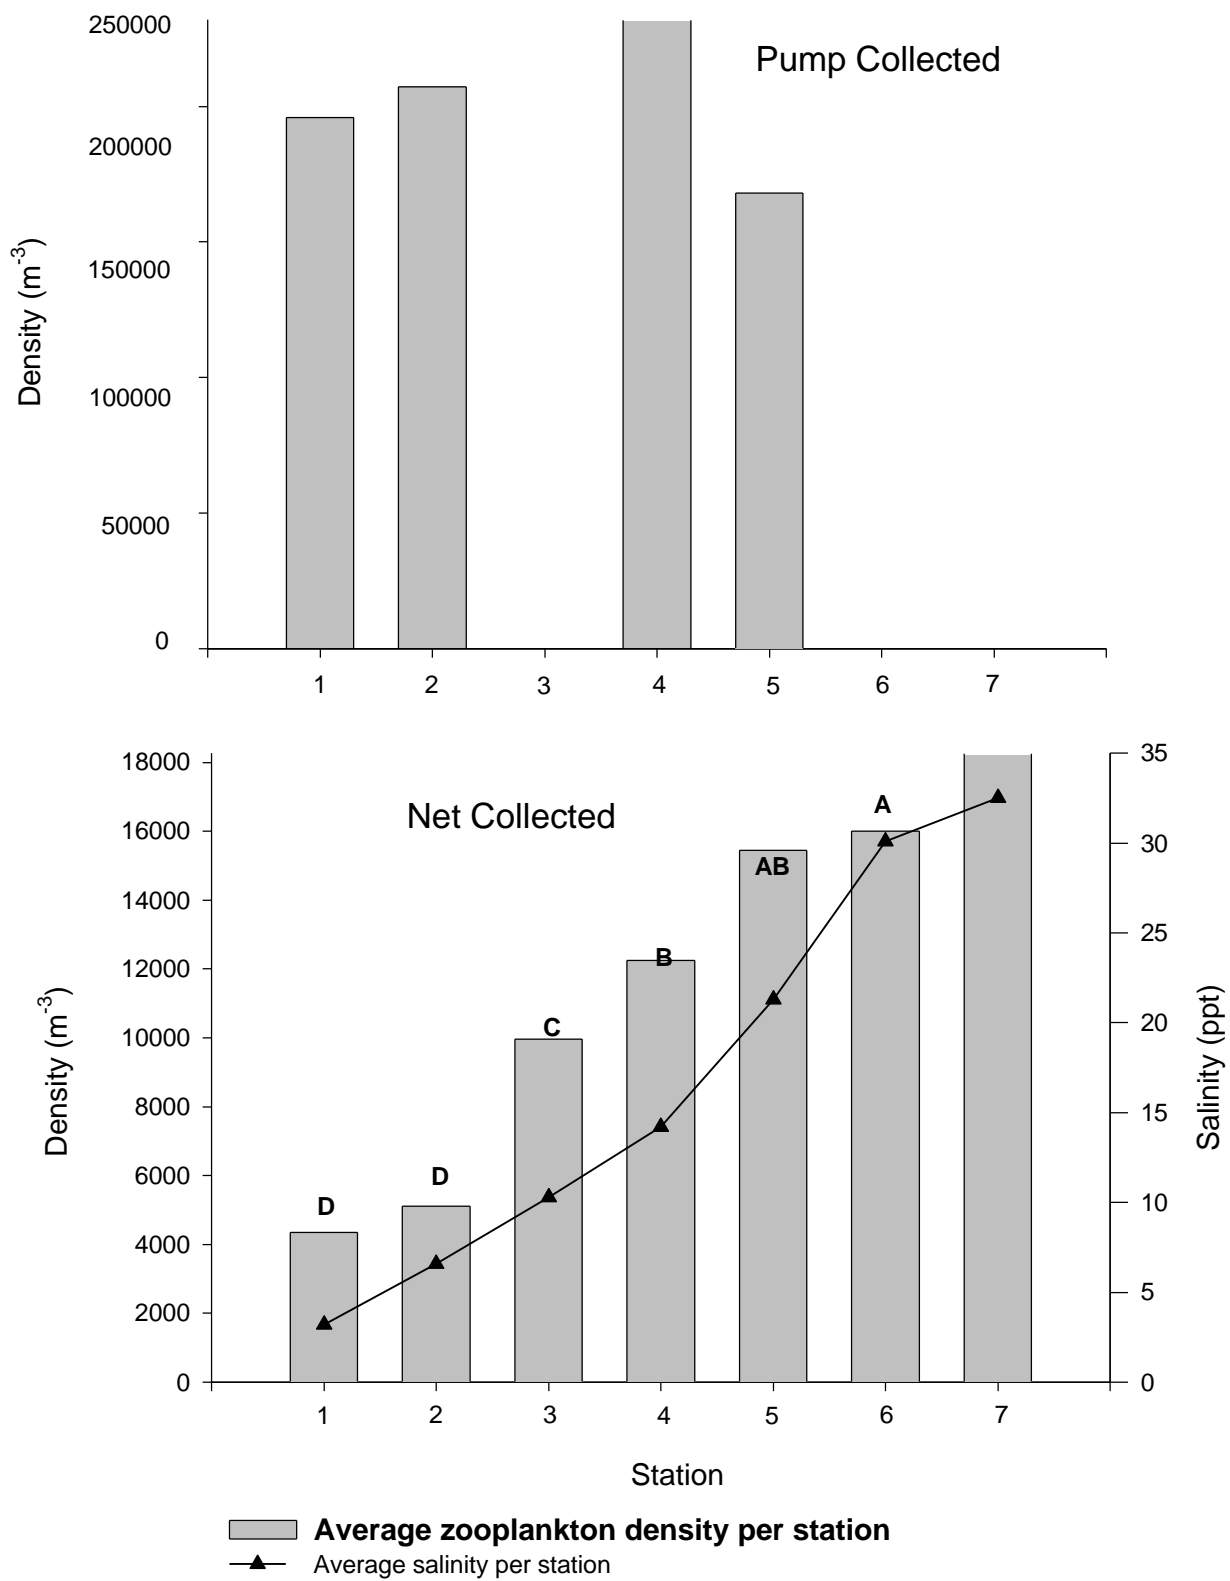 Pump Collected
250000
200000
150000
100000
50000
0
Density (m-3)
1 2 3 4 5 6 7
Net Collected
18000
16000
14000
12000
10000
8000
6000
4000
2000
0
Density (m-3)
D
D
C
B
AB
A
35
30
25
20
15
10
5
0
Salinity (ppt)
1 2 3 4 5 6 7
Station
Average zooplankton density per station
Average salinity per station